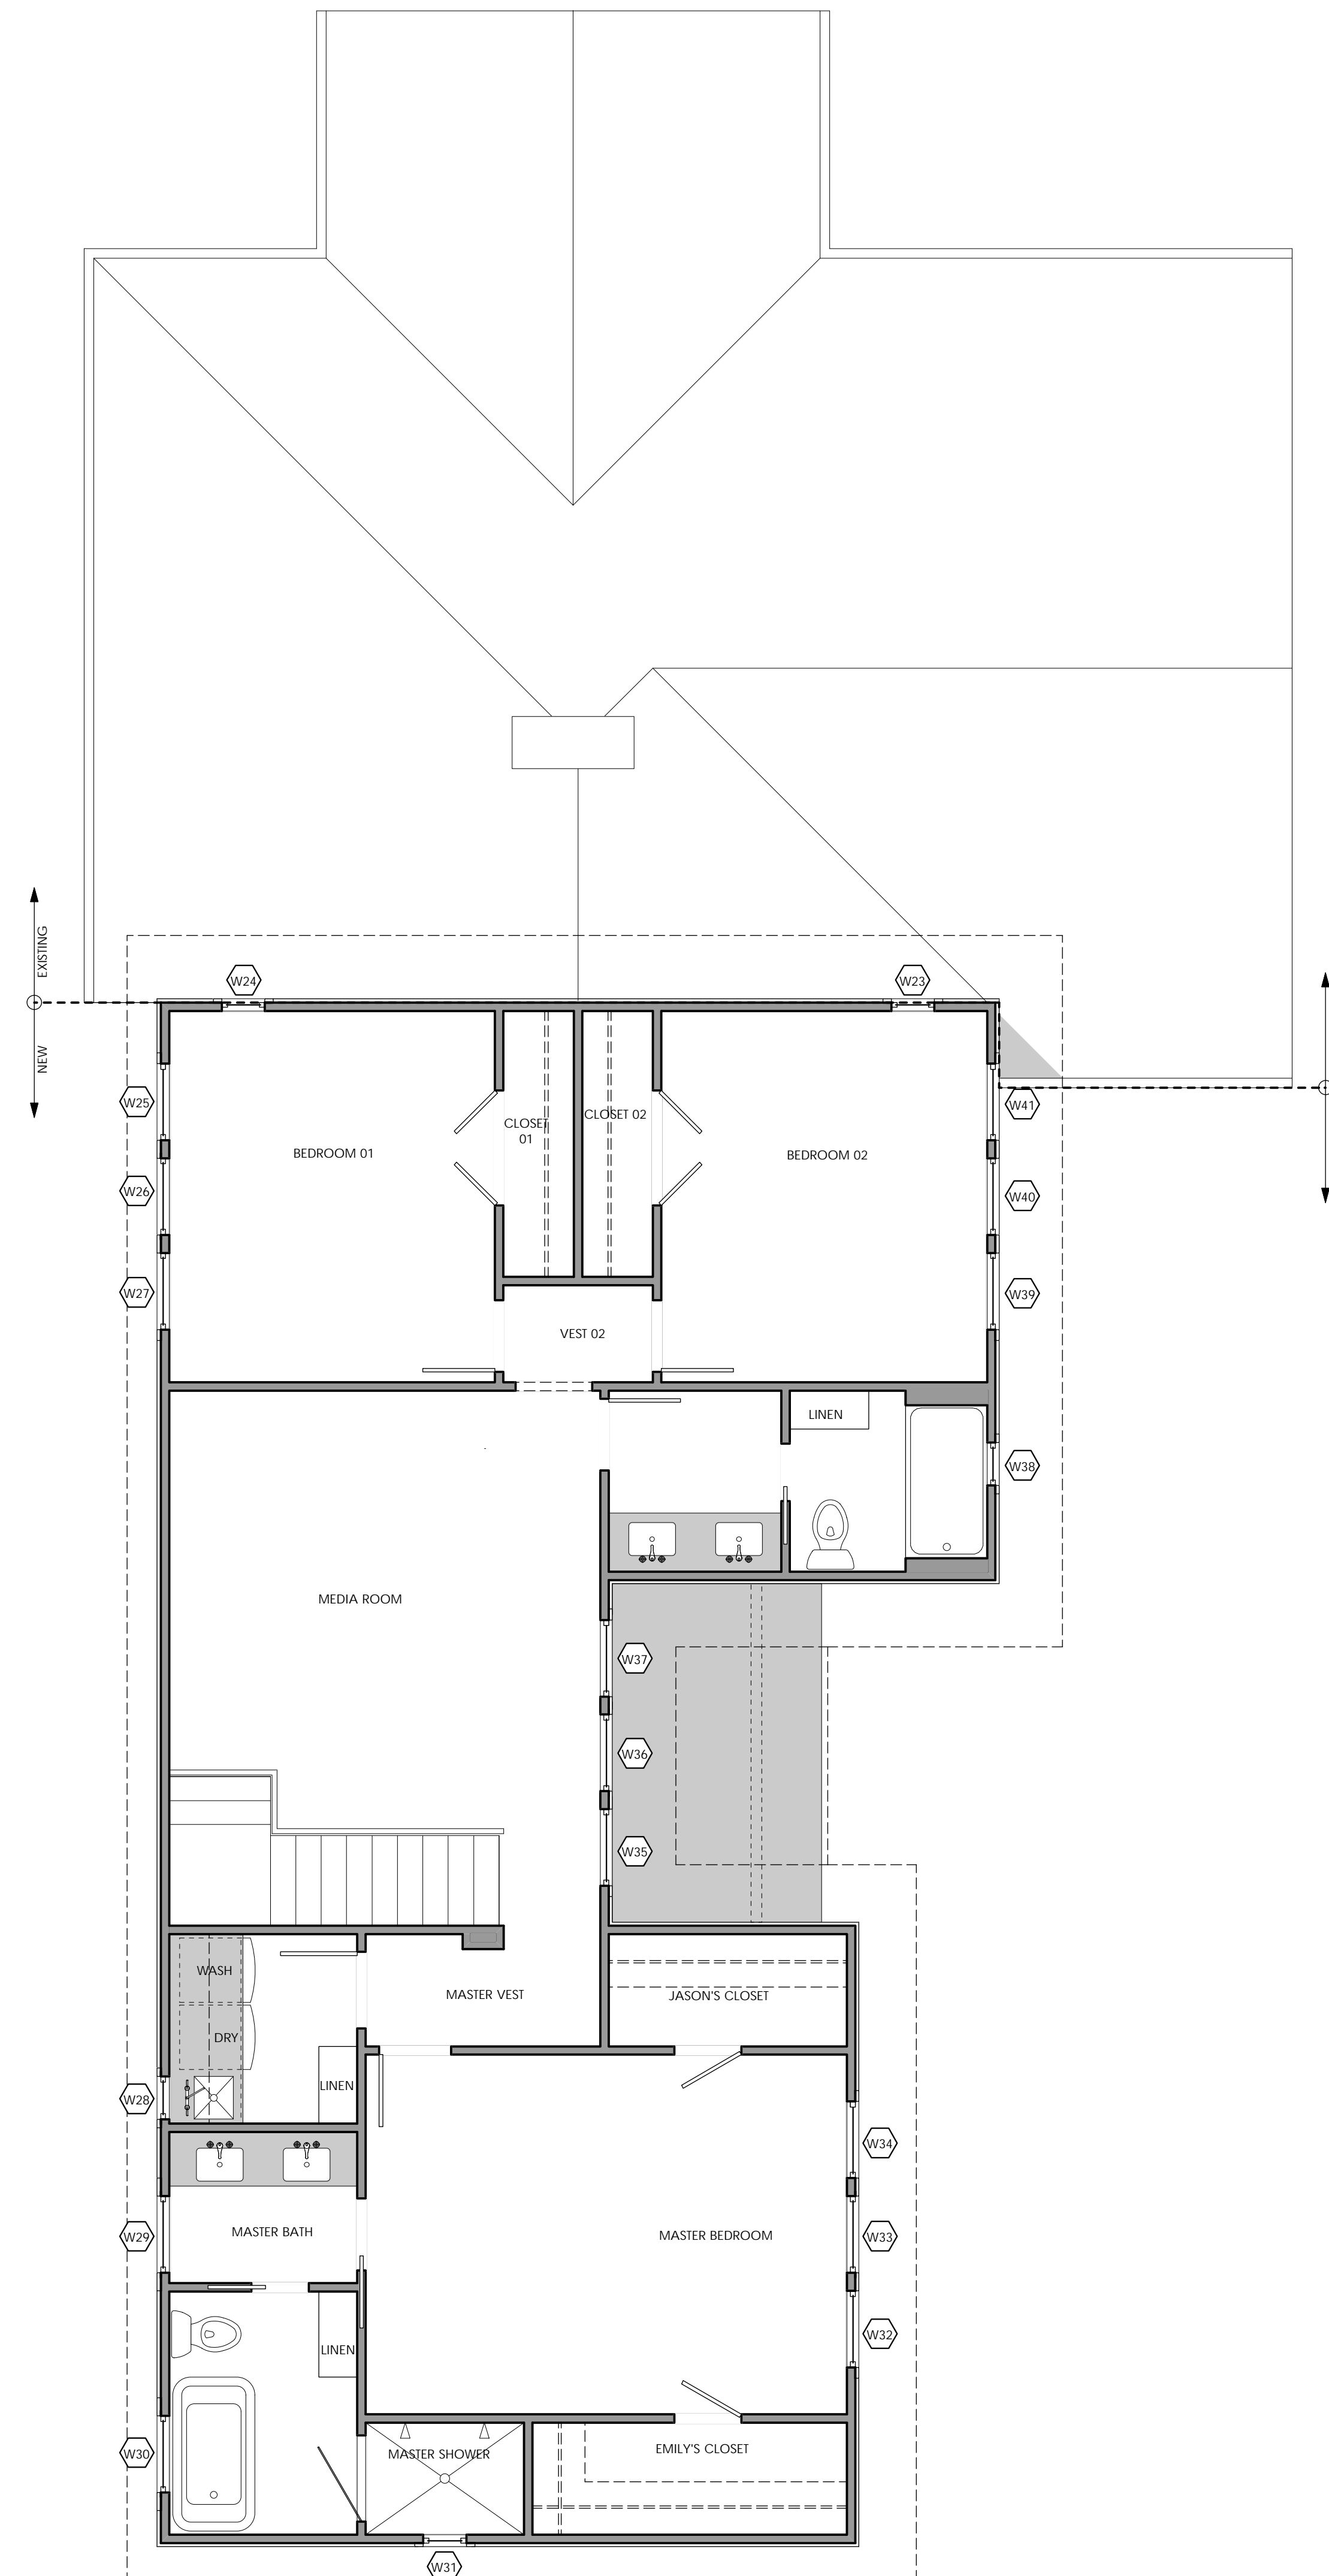 EXISTING
NEW
W24
W23
W25
W41
CLOSET
01
CLOSET 02
BEDROOM 01
BEDROOM 02
W26
W40
W27
W39
VEST 02
LINEN
W38
MEDIA ROOM
W37
W36
W35
WASH
MASTER VEST
JASON'S CLOSET
DRY
LINEN
W28
W34
MASTER BATH
MASTER BEDROOM
W29
W33
W32
LINEN
EMILY'S CLOSET
MASTER SHOWER
W30
W31